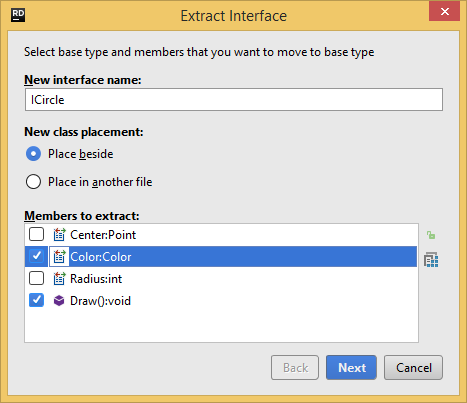 RD
Extract Interface
Select base type and members that you want to move to base type
New interface name:
ICircle
New class placement:
Place beside
Place in another file
Members to extract:
Center:Point
Color:Color
Radius:int
Draw():void
Back
Next
Cancel